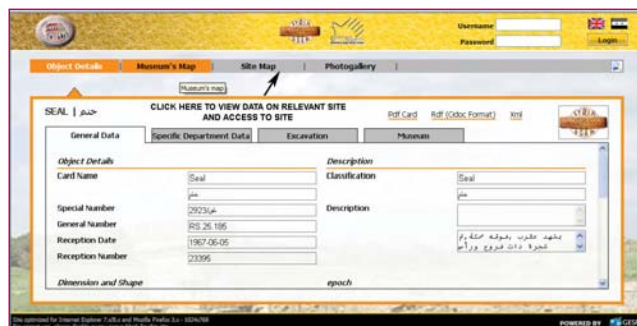 Username
Password
Login
Object Details | Museum's Map | Site Map | Photogallery |
Museum's map
SEAL | ختم
CLICK HERE TO VIEW DATA ON RELEVANT SITE
AND ACCESS TO SITE
Pdf Card Rdf (Cidoc Format) Xml
General Data Specific Department Data Excavation Museum
Object Details Description
Card Name Seal Classification Seal
ختم ختم
Special Number Description
General Number RS.25.185
Reception Date 1967-06-05
Reception Number 23395
Dimension and Shape epoch
POWERED BY